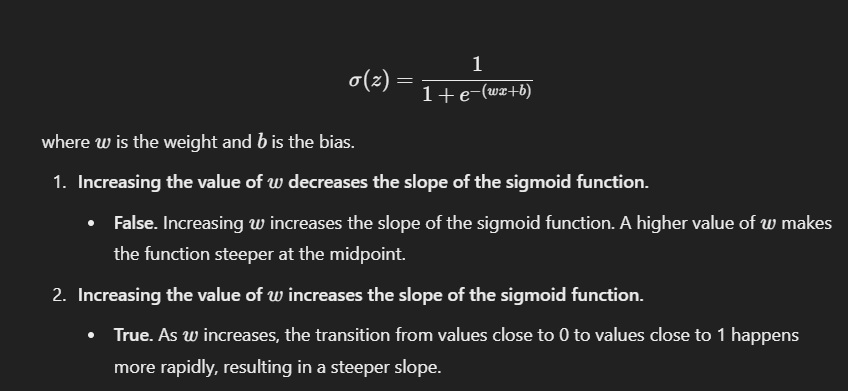 σ(z) = 1 / (1 + e^−(wx+b))
where w is the weight and b is the bias.
1. Increasing the value of w decreases the slope of the sigmoid function.
• False. Increasing w increases the slope of the sigmoid function. A higher value of w makes
the function steeper at the midpoint.
2. Increasing the value of w increases the slope of the sigmoid function.
• True. As w increases, the transition from values close to 0 to values close to 1 happens
more rapidly, resulting in a steeper slope.